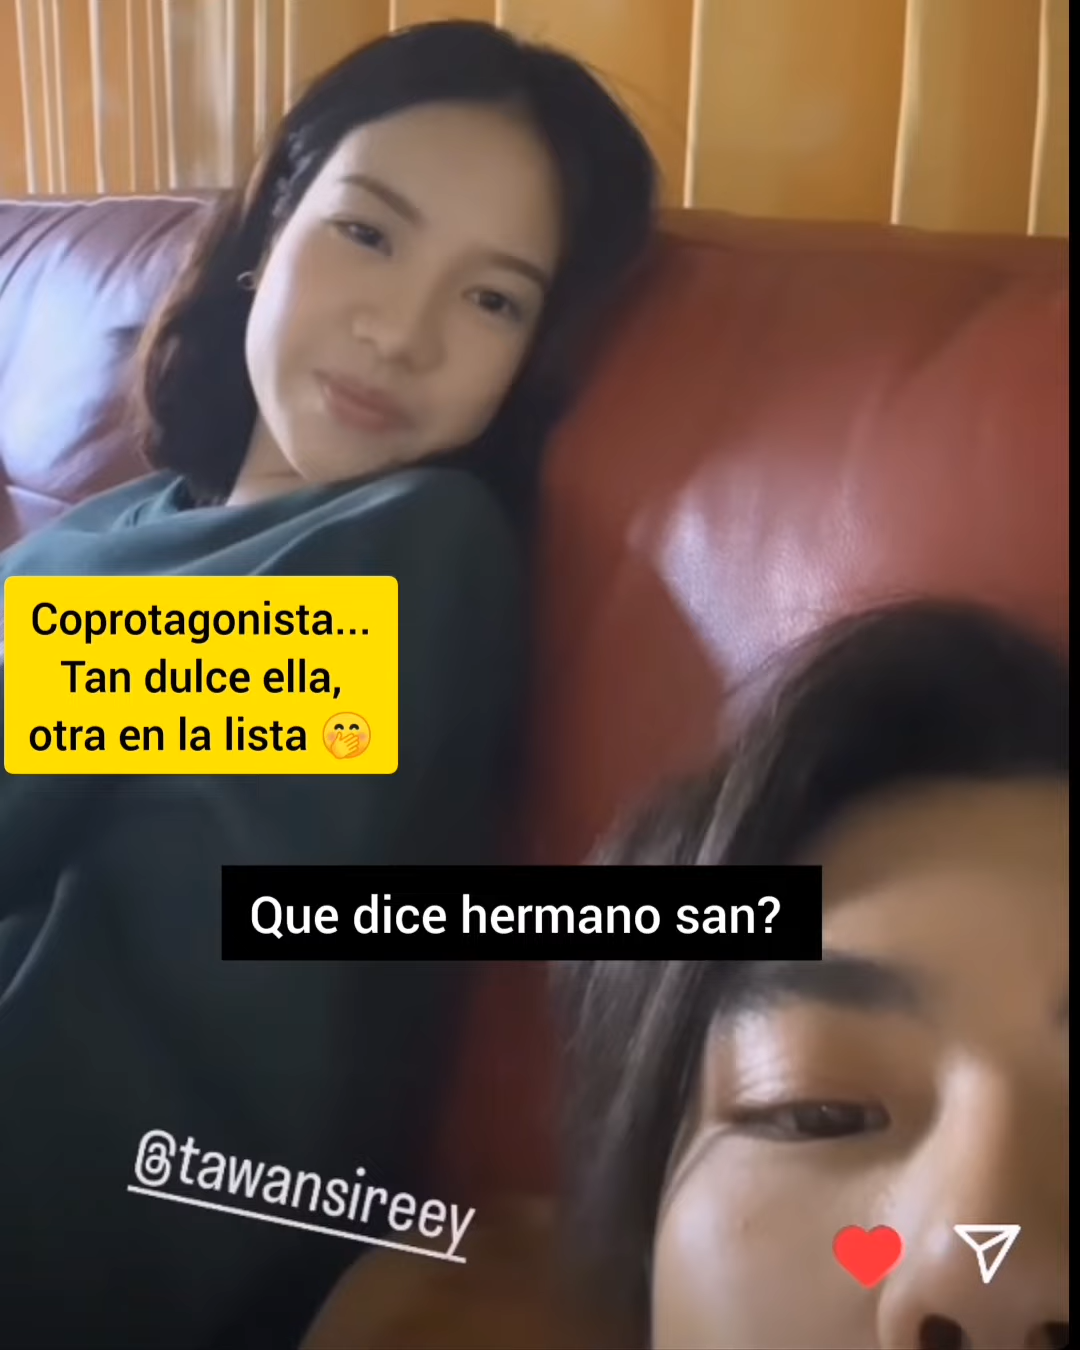 Coprotagonista...
Tan dulce ella,
otra en la lista 🤭
Que dice hermano san?
@tawansireey